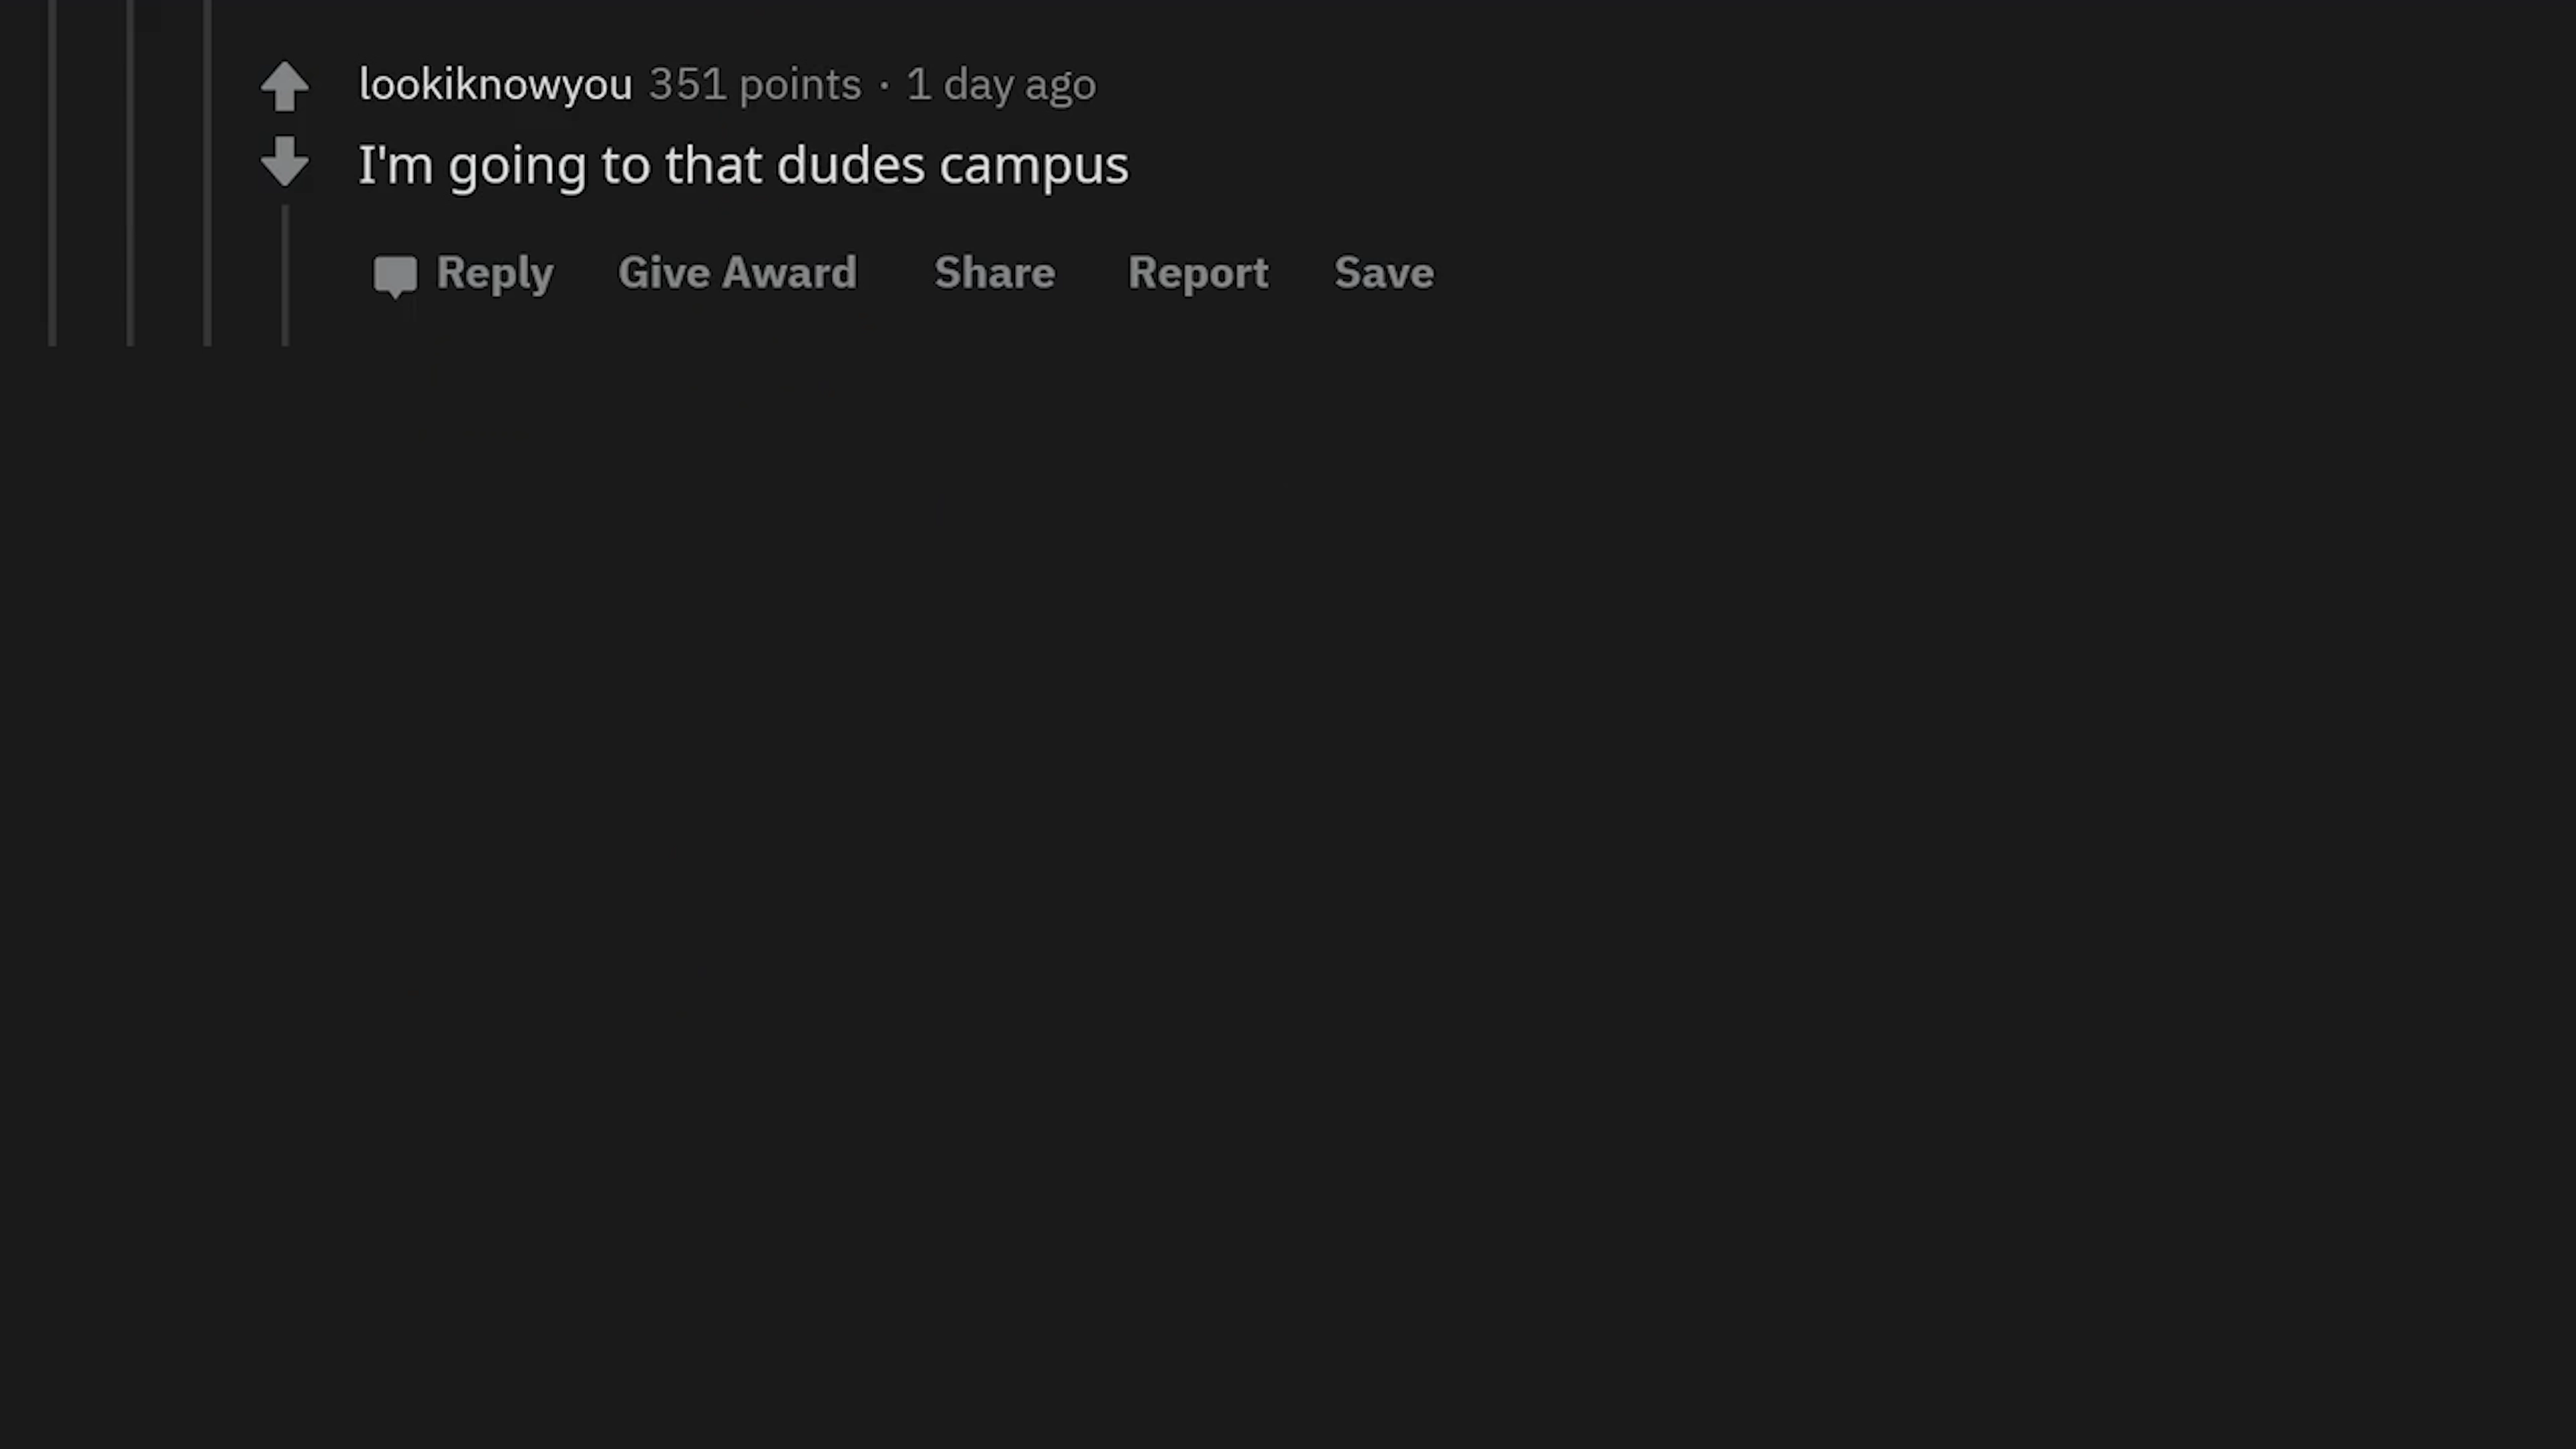 lookiknowyou 351 points · 1 day ago
I'm going to that dudes campus
Reply Give Award Share Report Save